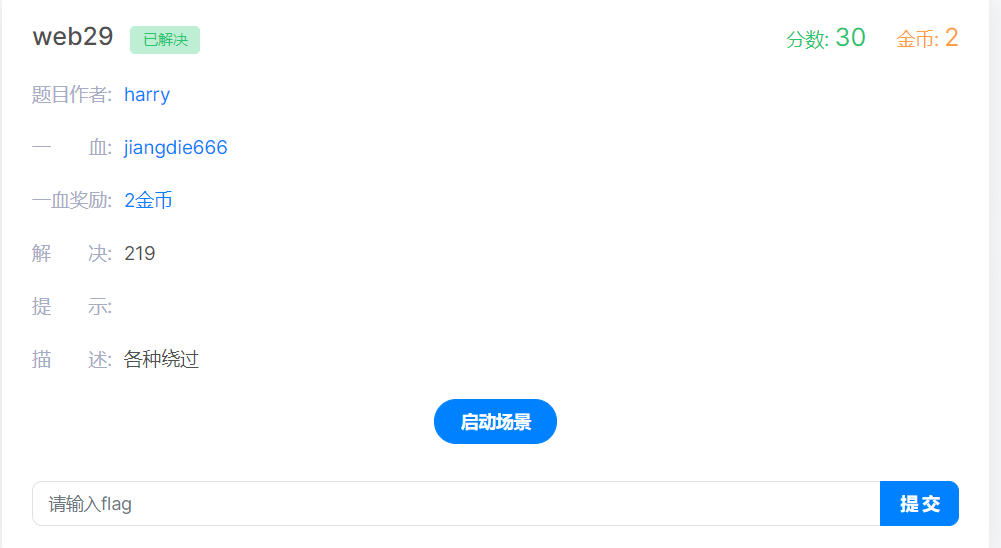 web29 已解决 分数: 30 金币: 2
题目作者: harry
一 血: jiangdie666
一血奖励: 2金币
解 决: 219
提 示:
描 述: 各种绕过
启动场景
请输入flag 提交